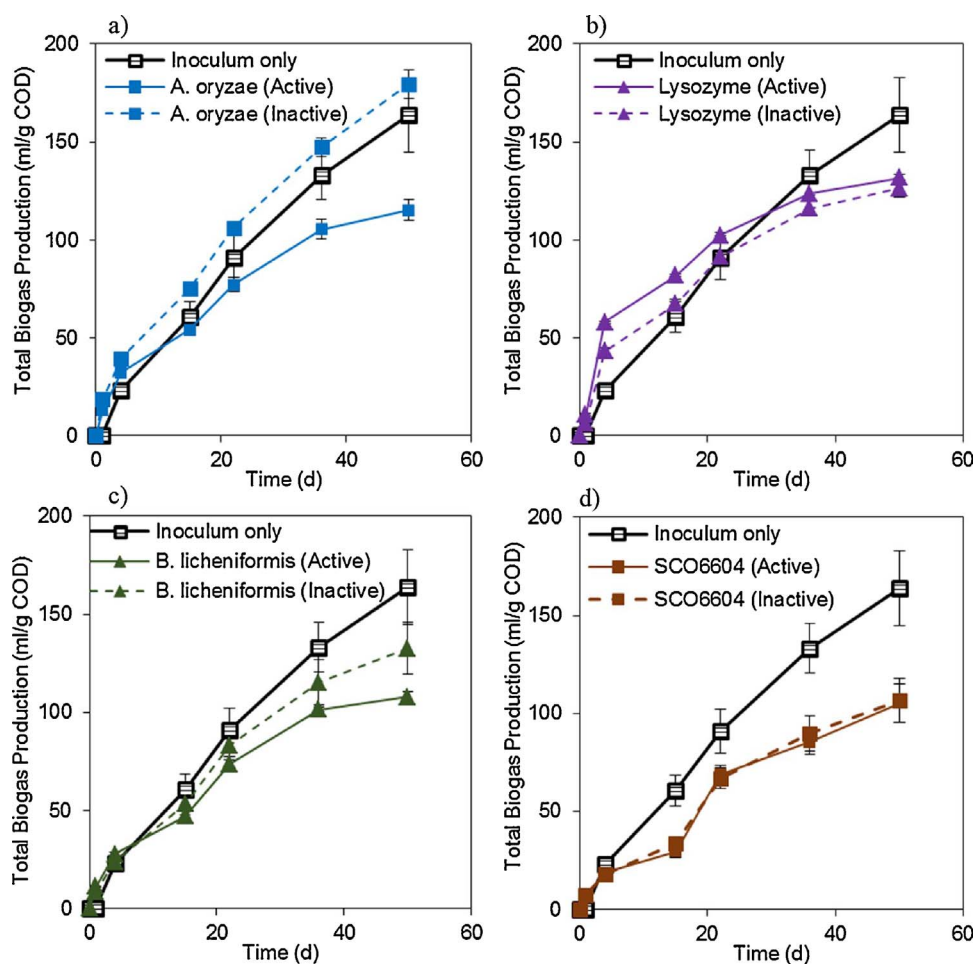 a)
200
150
100
50
0
Total Biogas Production (ml/g COD)
Inoculum only
A. oryzae (Active)
A. oryzae (Inactive)
0 20 40 60
Time (d)
b)
200
150
100
50
0
Total Biogas Production (ml/g COD)
Inoculum only
Lysozyme (Active)
Lysozyme (Inactive)
0 20 40 60
Time (d)
c)
200
150
100
50
0
Total Biogas Production (ml/g COD)
Inoculum only
B. licheniformis (Active)
B. licheniformis (Inactive)
0 20 40 60
Time (d)
d)
200
150
100
50
0
Total Biogas Production (ml/g COD)
Inoculum only
SCO6604 (Active)
SCO6604 (Inactive)
0 20 40 60
Time (d)